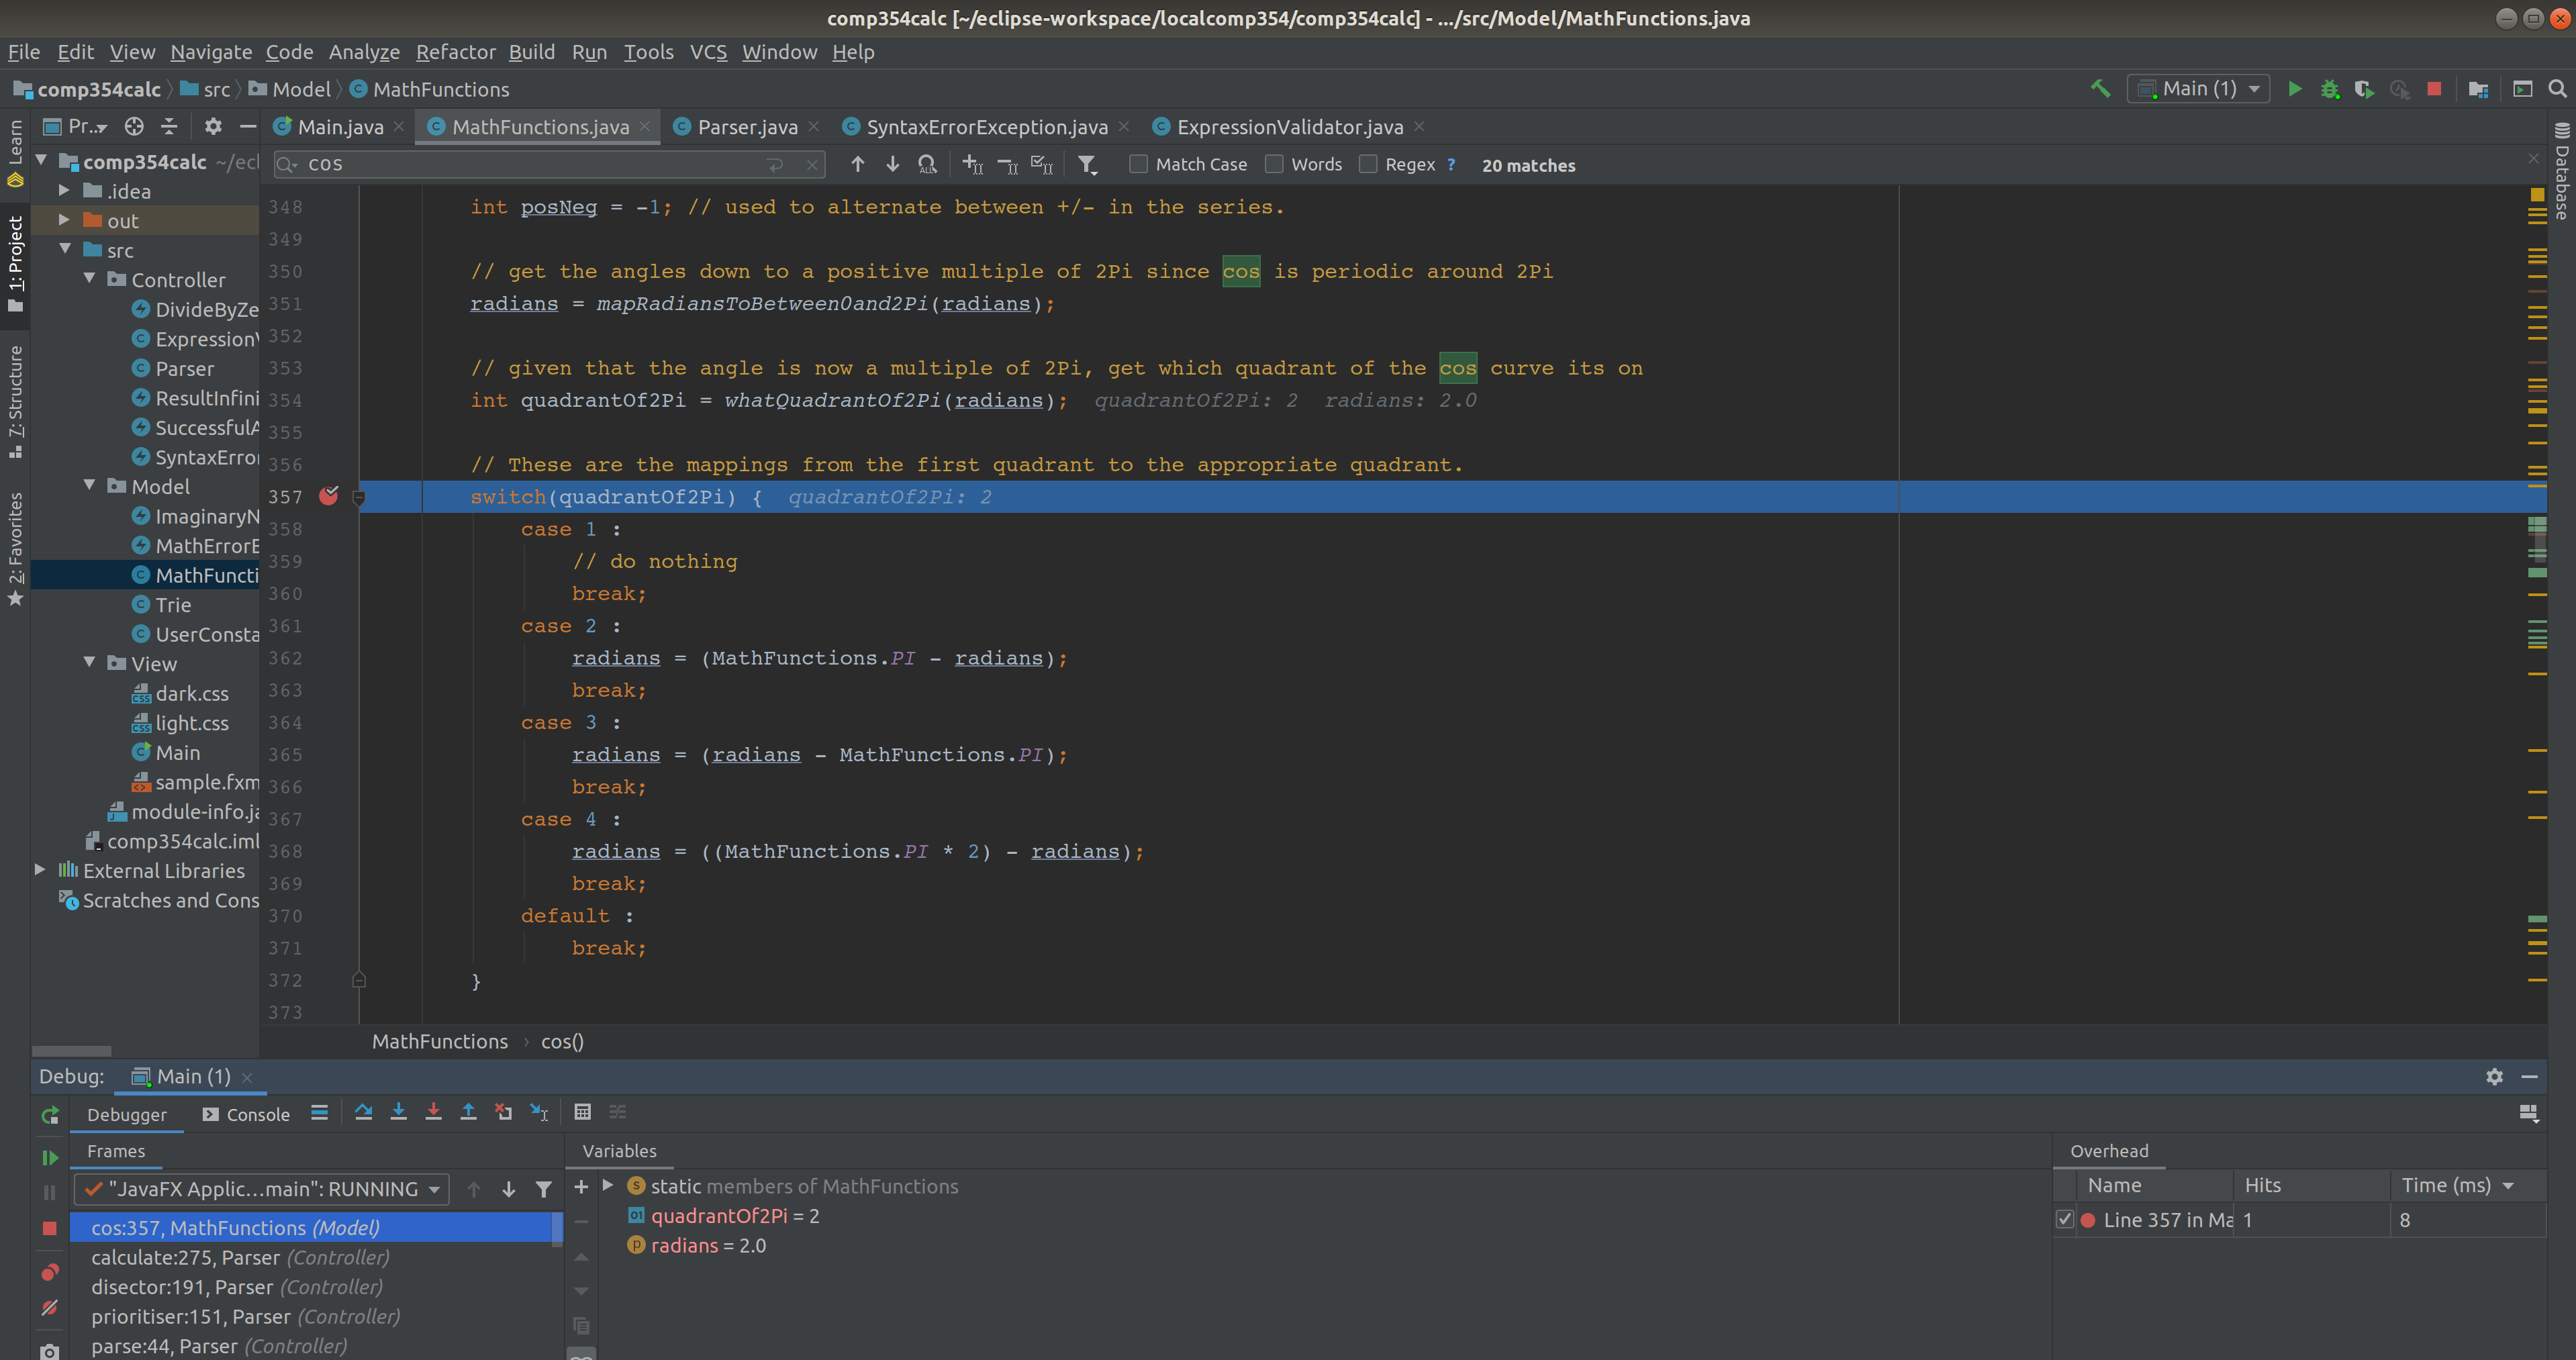 comp354calc [~/eclipse-workspace/localcomp354/comp354calc] - .../src/Model/MathFunctions.java
File Edit View Navigate Code Analyze Refactor Build Run Tools VCS Window Help
comp354calc src Model MathFunctions
Main (1)
Learn
1: Project
7: Structure
2: Favorites
Database
Pr...
comp354calc ~/ecl
.idea
out
src
Controller
DivideByZe
ExpressionV
Parser
ResultInfini
SuccessfulA
SyntaxError
Model
ImaginaryN
MathErrorE
MathFuncti
Trie
UserConsta
View
dark.css
light.css
Main
sample.fxm
module-info.ja
comp354calc.iml
External Libraries
Scratches and Cons
Main.java MathFunctions.java Parser.java SyntaxErrorException.java ExpressionValidator.java
cos Match Case Words Regex ? 20 matches
348 int posNeg = -1; // used to alternate between +/- in the series.
349
350 // get the angles down to a positive multiple of 2Pi since cos is periodic around 2Pi
351 radians = mapRadiansToBetween0and2Pi(radians);
352
353 // given that the angle is now a multiple of 2Pi, get which quadrant of the cos curve its on
354 int quadrantOf2Pi = whatQuadrantOf2Pi(radians); quadrantOf2Pi: 2 radians: 2.0
355
356 // These are the mappings from the first quadrant to the appropriate quadrant.
357 switch(quadrantOf2Pi) { quadrantOf2Pi: 2
358 case 1 :
359 // do nothing
360 break;
361 case 2 :
362 radians = (MathFunctions.PI - radians);
363 break;
364 case 3 :
365 radians = (radians - MathFunctions.PI);
366 break;
367 case 4 :
368 radians = ((MathFunctions.PI * 2) - radians);
369 break;
370 default :
371 break;
372 }
373
MathFunctions › cos()
Debug: Main (1)
Debugger Console
Frames
"JavaFX Applic...main": RUNNING
cos:357, MathFunctions (Model)
calculate:275, Parser (Controller)
disector:191, Parser (Controller)
prioritiser:151, Parser (Controller)
parse:44, Parser (Controller)
Variables
static members of MathFunctions
quadrantOf2Pi = 2
radians = 2.0
Overhead
Name Hits Time (ms)
Line 357 in Ma 1 8